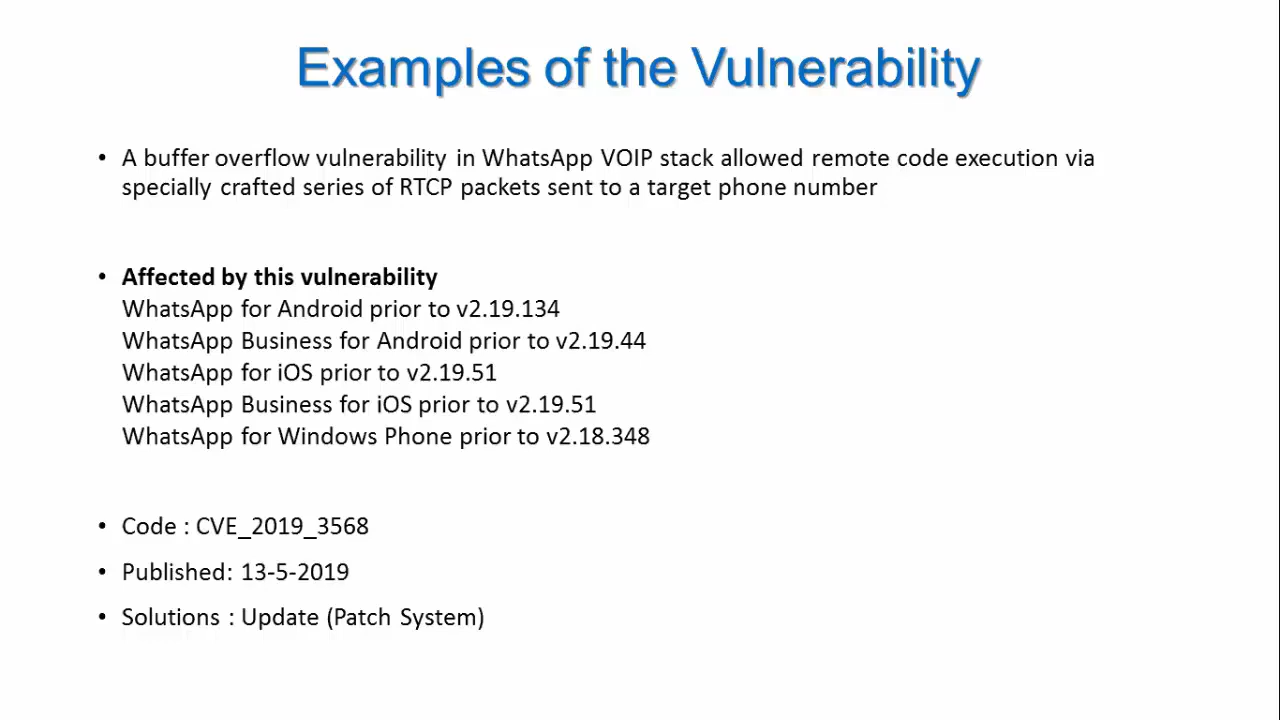 Examples of the Vulnerability
• A buffer overflow vulnerability in WhatsApp VOIP stack allowed remote code execution via
specially crafted series of RTCP packets sent to a target phone number
• Affected by this vulnerability
WhatsApp for Android prior to v2.19.134
WhatsApp Business for Android prior to v2.19.44
WhatsApp for iOS prior to v2.19.51
WhatsApp Business for iOS prior to v2.19.51
WhatsApp for Windows Phone prior to v2.18.348
• Code : CVE_2019_3568
• Published: 13-5-2019
• Solutions : Update (Patch System)